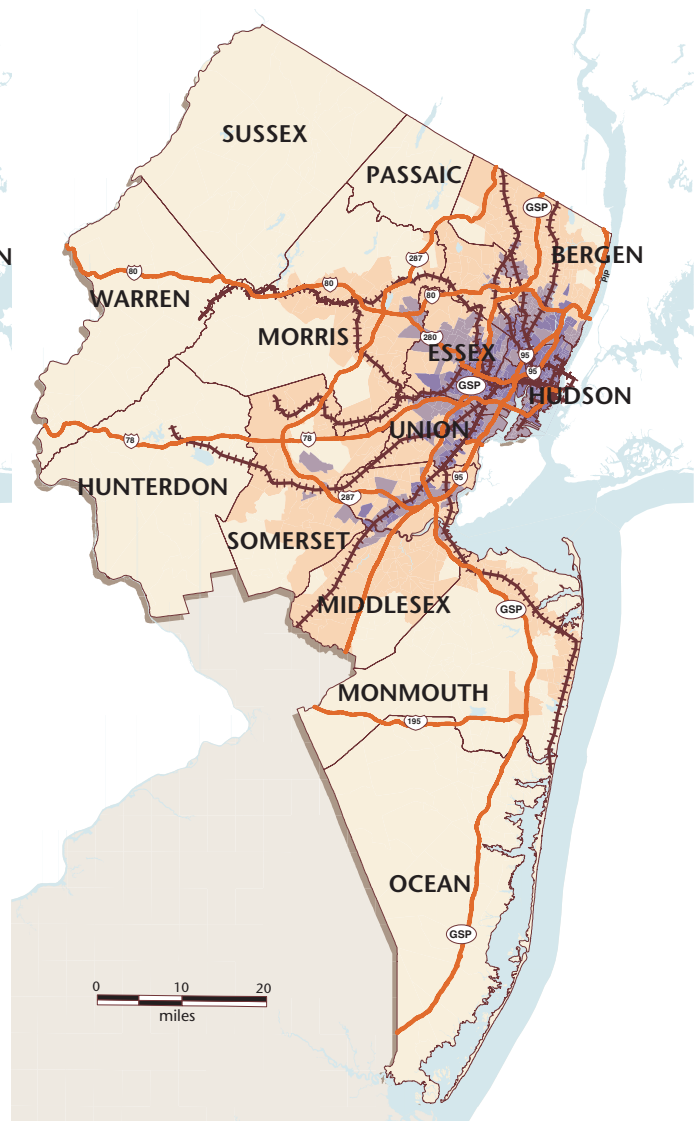 SUSSEX
PASSAIC
GSP
N
BERGEN
287
PIP
80
80
80
WARREN
MORRIS
280
ESSEX
95
95
GSP
HUDSON
UNION
78
78
95
HUNTERDON
287
SOMERSET
MIDDLESEX
GSP
MONMOUTH
195
OCEAN
GSP
0 10 20
miles